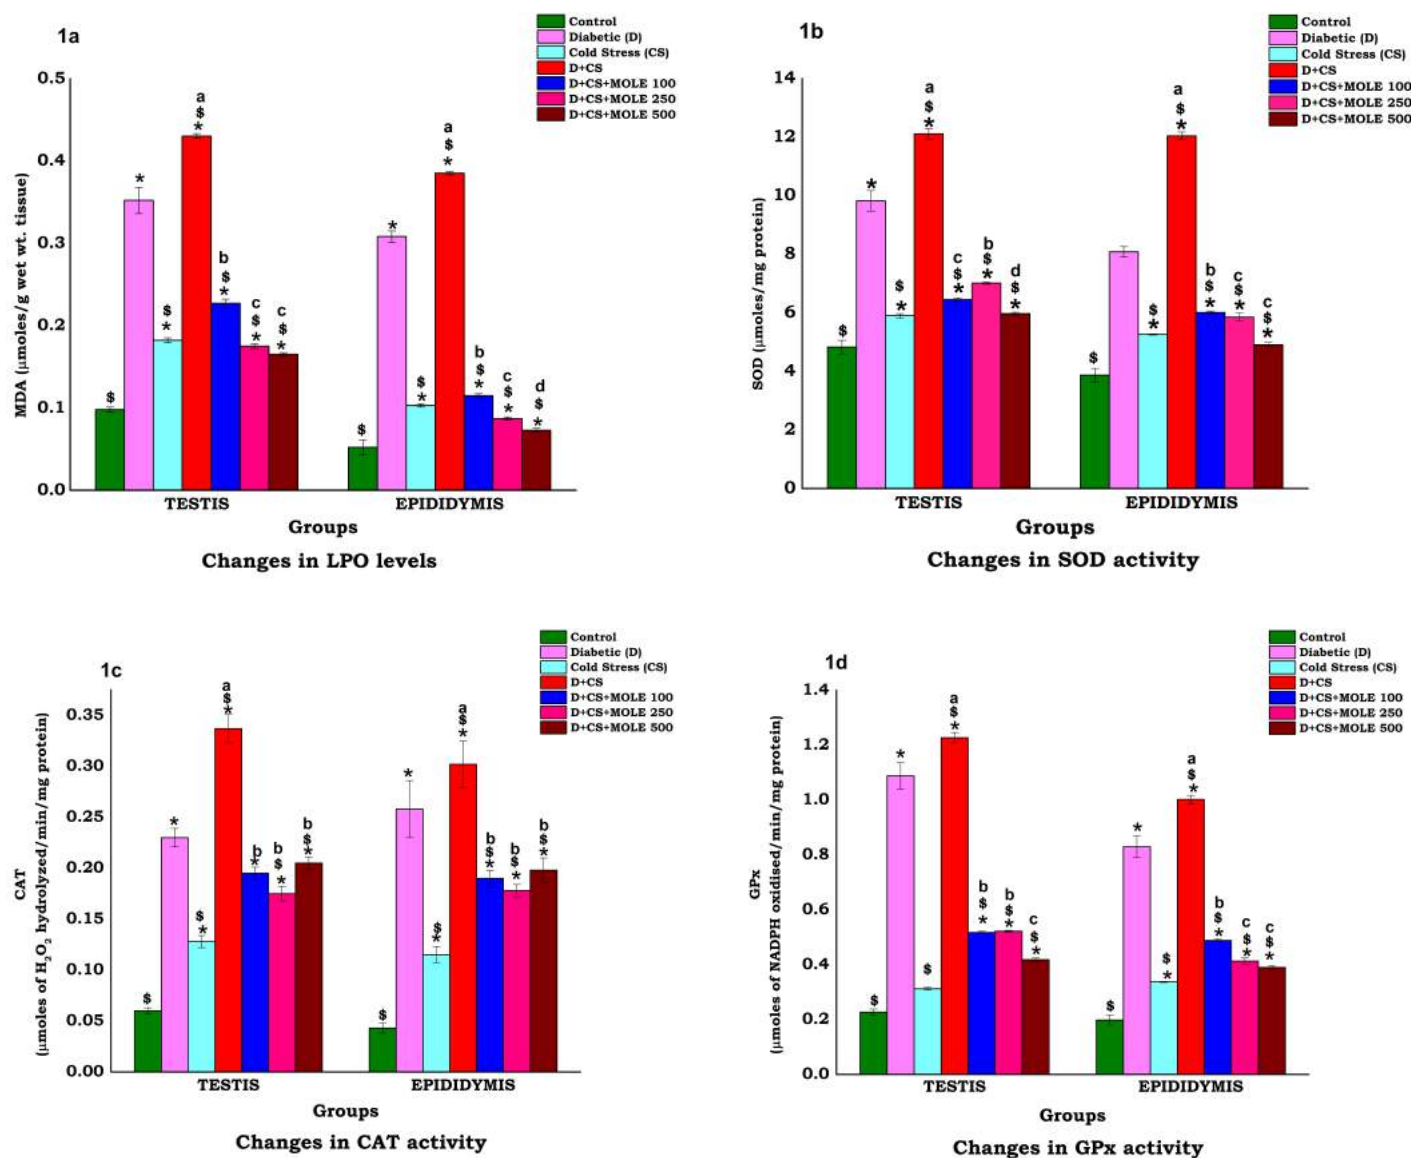 1a
Control
Diabetic (D)
Cold Stress (CS)
D+CS
D+CS+MOLE 100
D+CS+MOLE 250
D+CS+MOLE 500
MDA (μmoles/g wet wt. tissue)
0.5
0.4
0.3
0.2
0.1
0.0
$
*
$
*
a
$
*
b
$
*
c
$
*
c
$
*
$
*
$
*
a
$
*
b
$
*
c
$
*
d
$
*
TESTIS
EPIDIDYMIS
Groups
Changes in LPO levels
1b
Control
Diabetic (D)
Cold Stress (CS)
D+CS
D+CS+MOLE 100
D+CS+MOLE 250
D+CS+MOLE 500
SOD (μmoles/mg protein)
14
12
10
8
6
4
2
0
$
*
$
*
a
$
*
c
$
*
b
$
*
d
$
*
$
$
*
a
$
*
b
$
*
c
$
*
c
$
*
TESTIS
EPIDIDYMIS
Groups
Changes in SOD activity
1c
Control
Diabetic (D)
Cold Stress (CS)
D+CS
D+CS+MOLE 100
D+CS+MOLE 250
D+CS+MOLE 500
CAT
(μmoles of H₂O₂ hydrolyzed/min/mg protein)
0.35
0.30
0.25
0.20
0.15
0.10
0.05
0.00
$
*
$
*
a
$
*
b
*
b
$
*
b
$
*
$
*
$
*
a
$
*
b
$
*
b
$
*
b
$
*
TESTIS
EPIDIDYMIS
Groups
Changes in CAT activity
1d
Control
Diabetic (D)
Cold Stress (CS)
D+CS
D+CS+MOLE 100
D+CS+MOLE 250
D+CS+MOLE 500
GPx
(μmoles of NADPH oxidised/min/mg protein)
1.4
1.2
1.0
0.8
0.6
0.4
0.2
0.0
$
*
$
a
$
*
b
$
*
b
$
*
c
$
*
$
*
$
*
a
$
*
b
$
*
c
$
*
c
$
*
TESTIS
EPIDIDYMIS
Groups
Changes in GPx activity